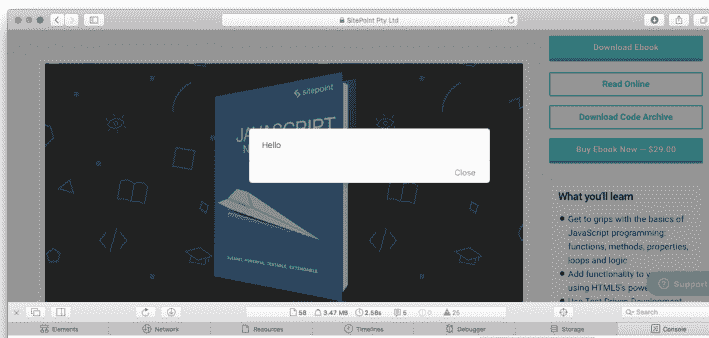 SitePoint Pty Ltd
Download Ebook
Read Online
Download Code Archive
Buy Ebook Now – $29.00
sitepoint
JAVASCRIPT
Hello
Close
What you'll learn
Get to grips with the basics of
JavaScript programming:
functions, methods, properties,
loops and logic
Add functionality to
using HTML5's
Support
58
3.47 MB
2.58s
5
0
25
Search
Elements
Network
Resources
Timelines
Debugger
Storage
Console